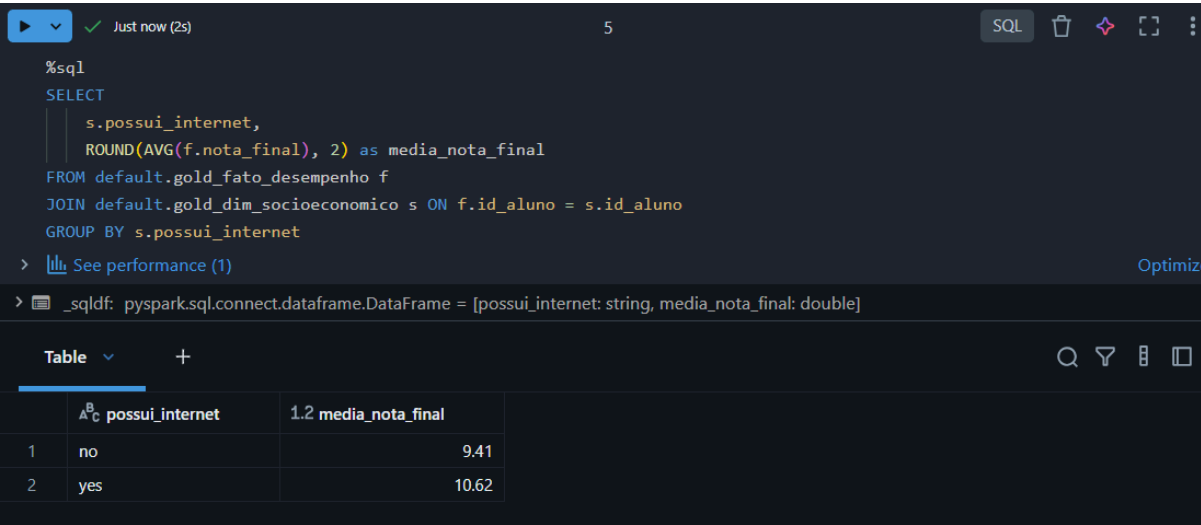 Just now (2s)
5
SQL
%sql
SELECT
s.possui_internet,
ROUND(AVG(f.nota_final), 2) as media_nota_final
FROM default.gold_fato_desempenho f
JOIN default.gold_dim_socioeconomico s ON f.id_aluno = s.id_aluno
GROUP BY s.possui_internet
See performance (1)
Optimiz
_sqldf: pyspark.sql.connect.dataframe.DataFrame = [possui_internet: string, media_nota_final: double]
Table
+
ABC possui_internet 1.2 media_nota_final
1 no 9.41
2 yes 10.62